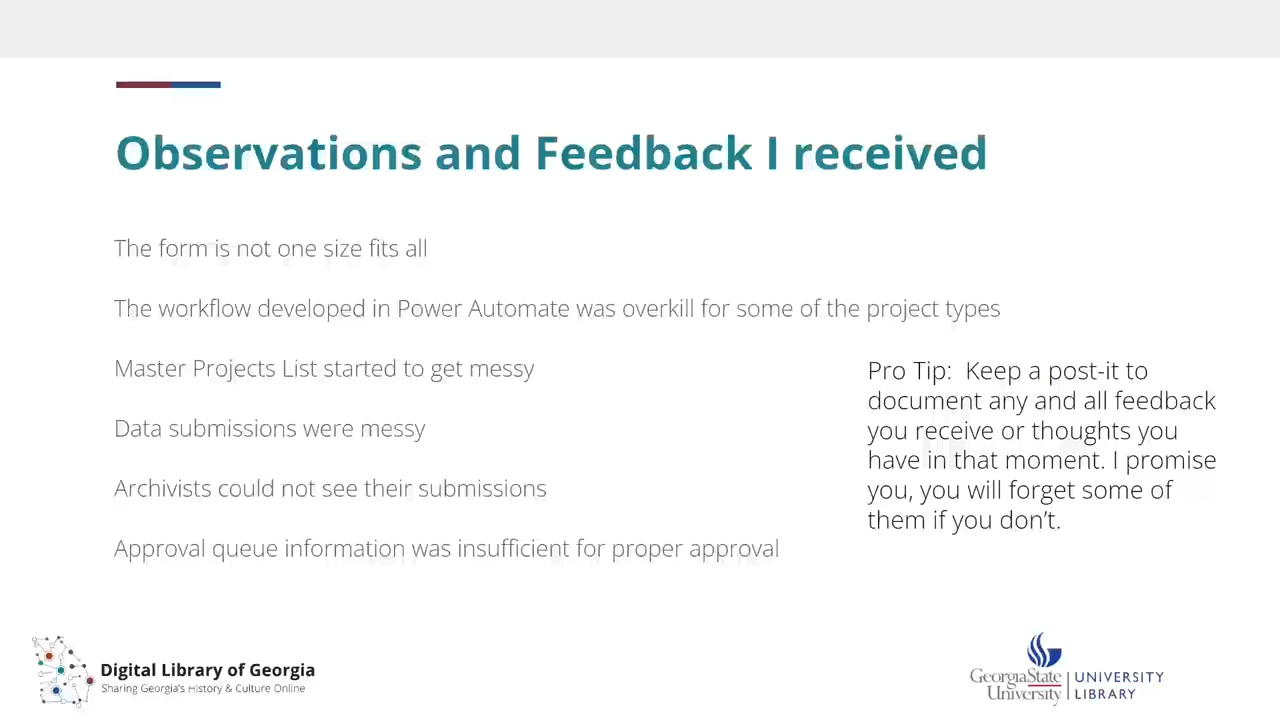 Observations and Feedback I received
The form is not one size fits all
The workflow developed in Power Automate was overkill for some of the project types
Master Projects List started to get messy
Data submissions were messy
Archivists could not see their submissions
Approval queue information was insufficient for proper approval
Pro Tip:  Keep a post-it to
document any and all feedback
you receive or thoughts you
have in that moment. I promise
you, you will forget some of
them if you don't.
Digital Library of Georgia
Sharing Georgia's History & Culture Online
GeorgiaState
University
UNIVERSITY
LIBRARY